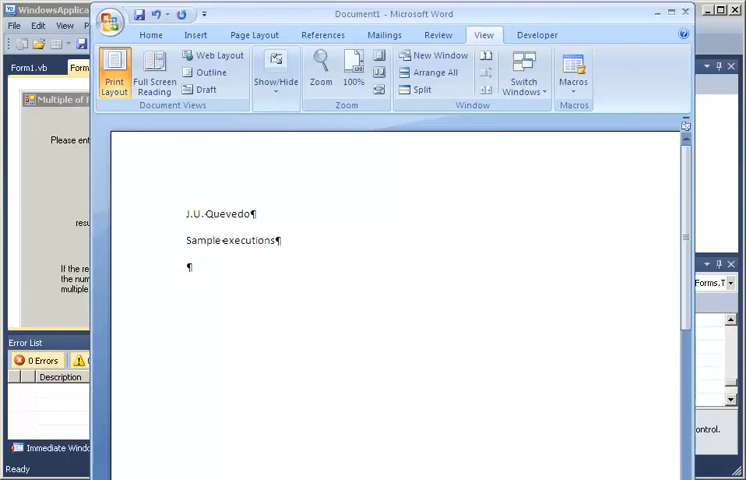 WindowsApplica
File Edit View P
Form1.vb Form
Multiple of F
Please ente
resu
If the re
the num
multiple
Error List
0 Errors 0
Description
Immediate Windo
Ready
Document1 - Microsoft Word
Home Insert Page Layout References Mailings Review View Developer
Print Layout
Full Screen Reading
Web Layout
Outline
Draft
Document Views
Show/Hide
Zoom
100%
Zoom
New Window
Arrange All
Split
Switch Windows
Window
Macros
Macros
J.U.·Quevedo¶
Sample·executions¶
¶
Forms.T
ontrol.